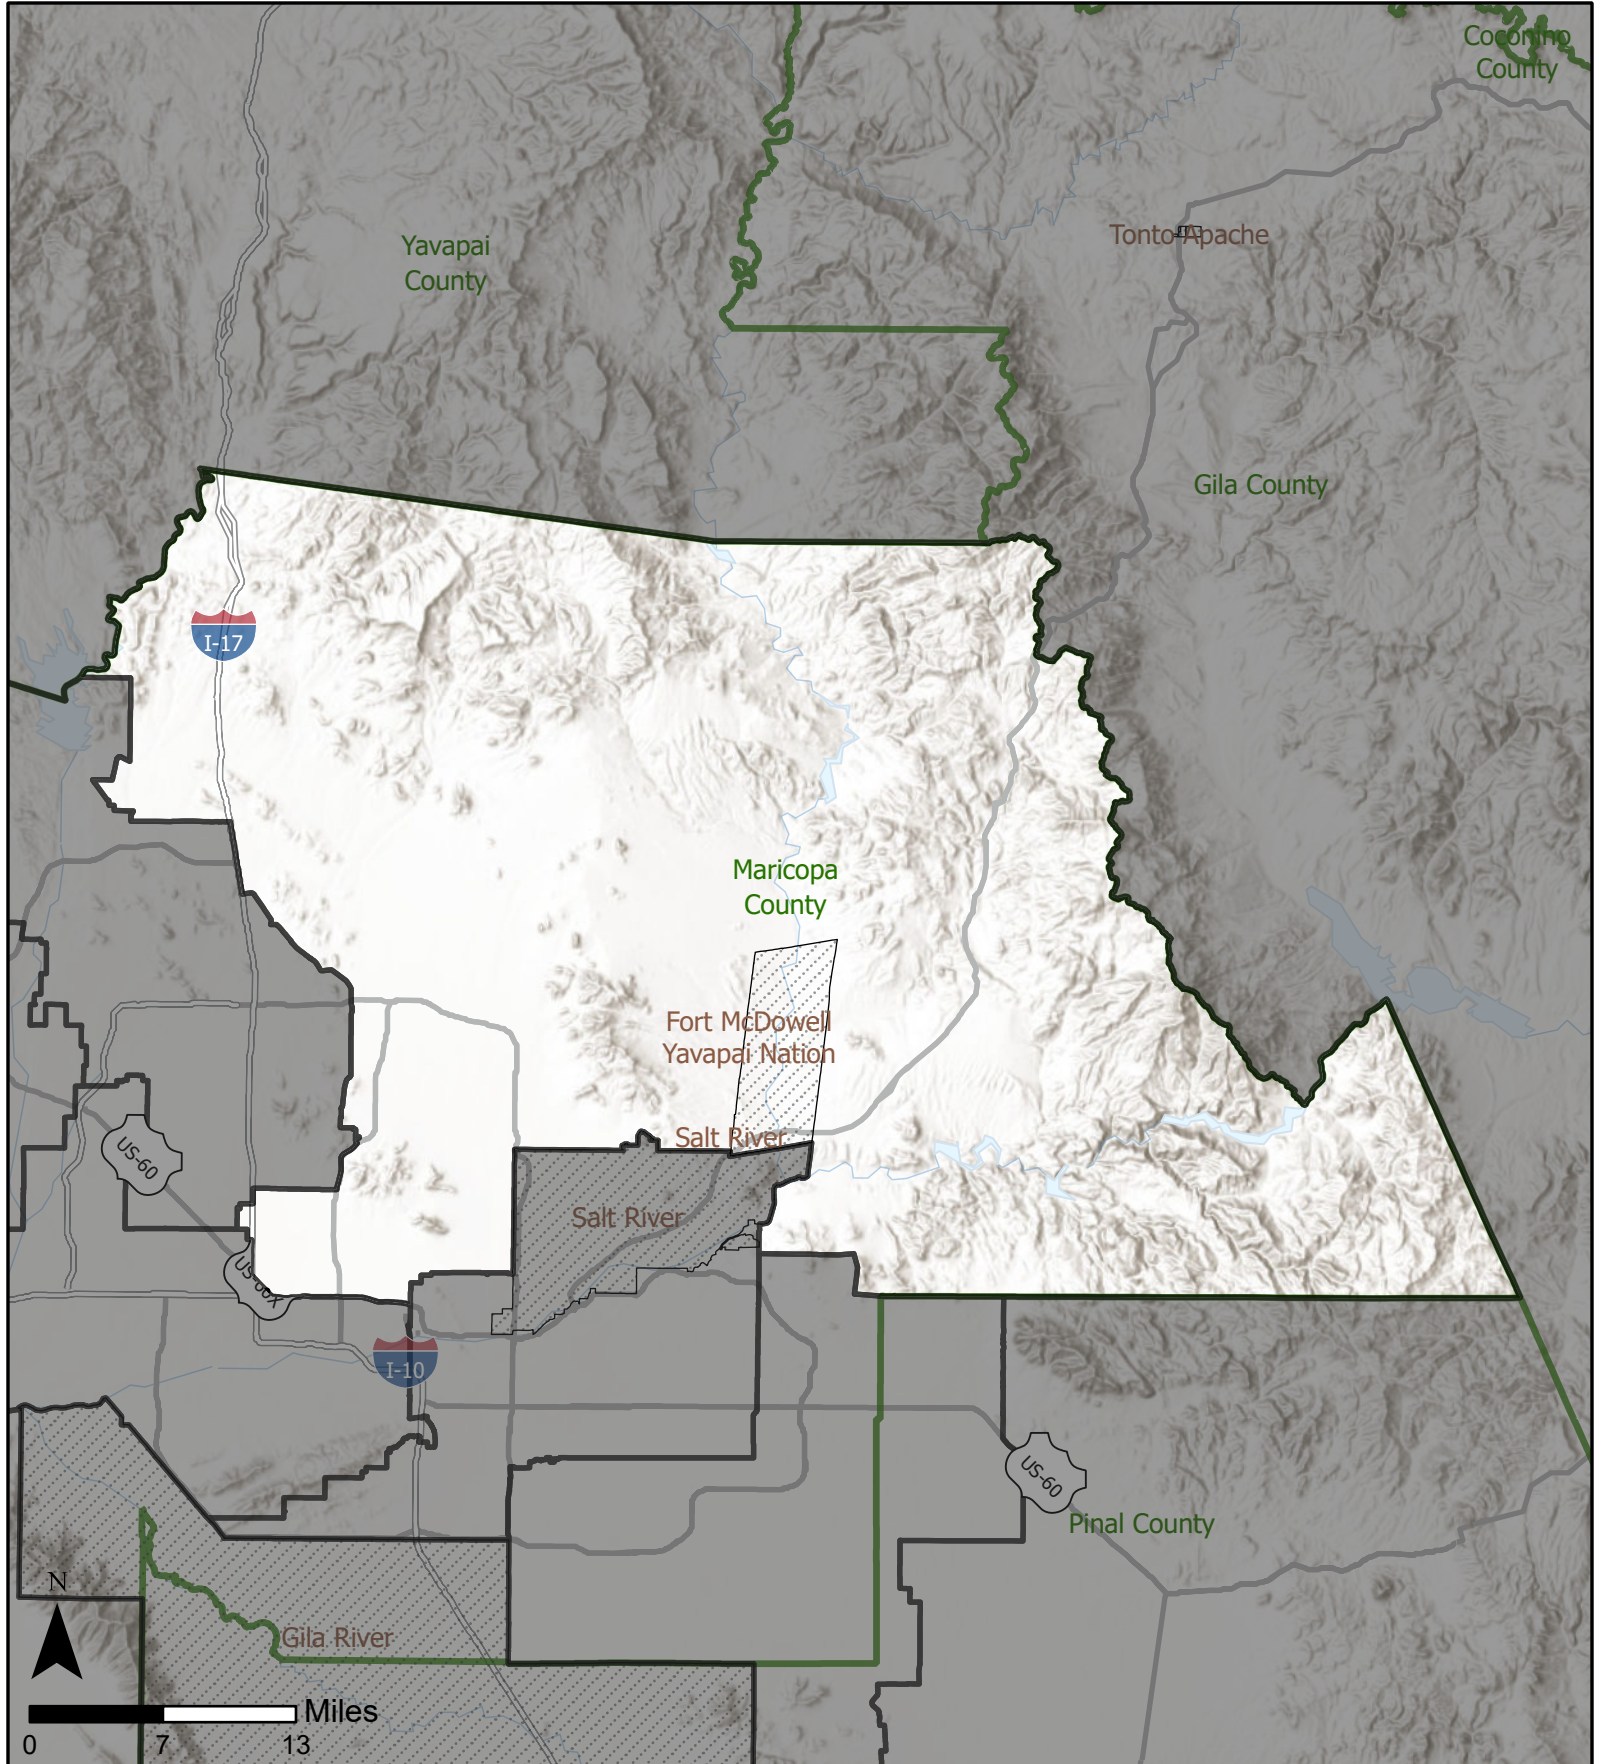 Coconino
County
Tonto Apache
Yavapai
County
Gila County
I-17
Maricopa
County
Fort McDowell
Yavapai Nation
Salt River
US-60
Salt River
US-60X
I-10
US-60
Pinal County
N
Gila River
Miles
0 7 13